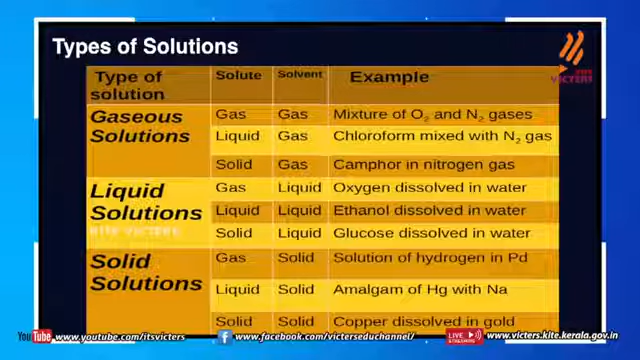 Types of Solutions
Type of solution Solute Solvent Example
Gaseous Solutions Gas Gas Mixture of O2 and N2 gases
Liquid Gas Chloroform mixed with N2 gas
Solid Gas Camphor in nitrogen gas
Liquid Solutions Gas Liquid Oxygen dissolved in water
Liquid Liquid Ethanol dissolved in water
Solid Liquid Glucose dissolved in water
KITE VICTERS
Solid Solutions Gas Solid Solution of hydrogen in Pd
Liquid Solid Amalgam of Hg with Na
Solid Solid Copper dissolved in gold
KITE VICTERS
YouTube www.youtube.com/itsvicters
f www.facebook.com/victerseduchannel/
LIVE STREAMING www.victers.kite.kerala.gov.in